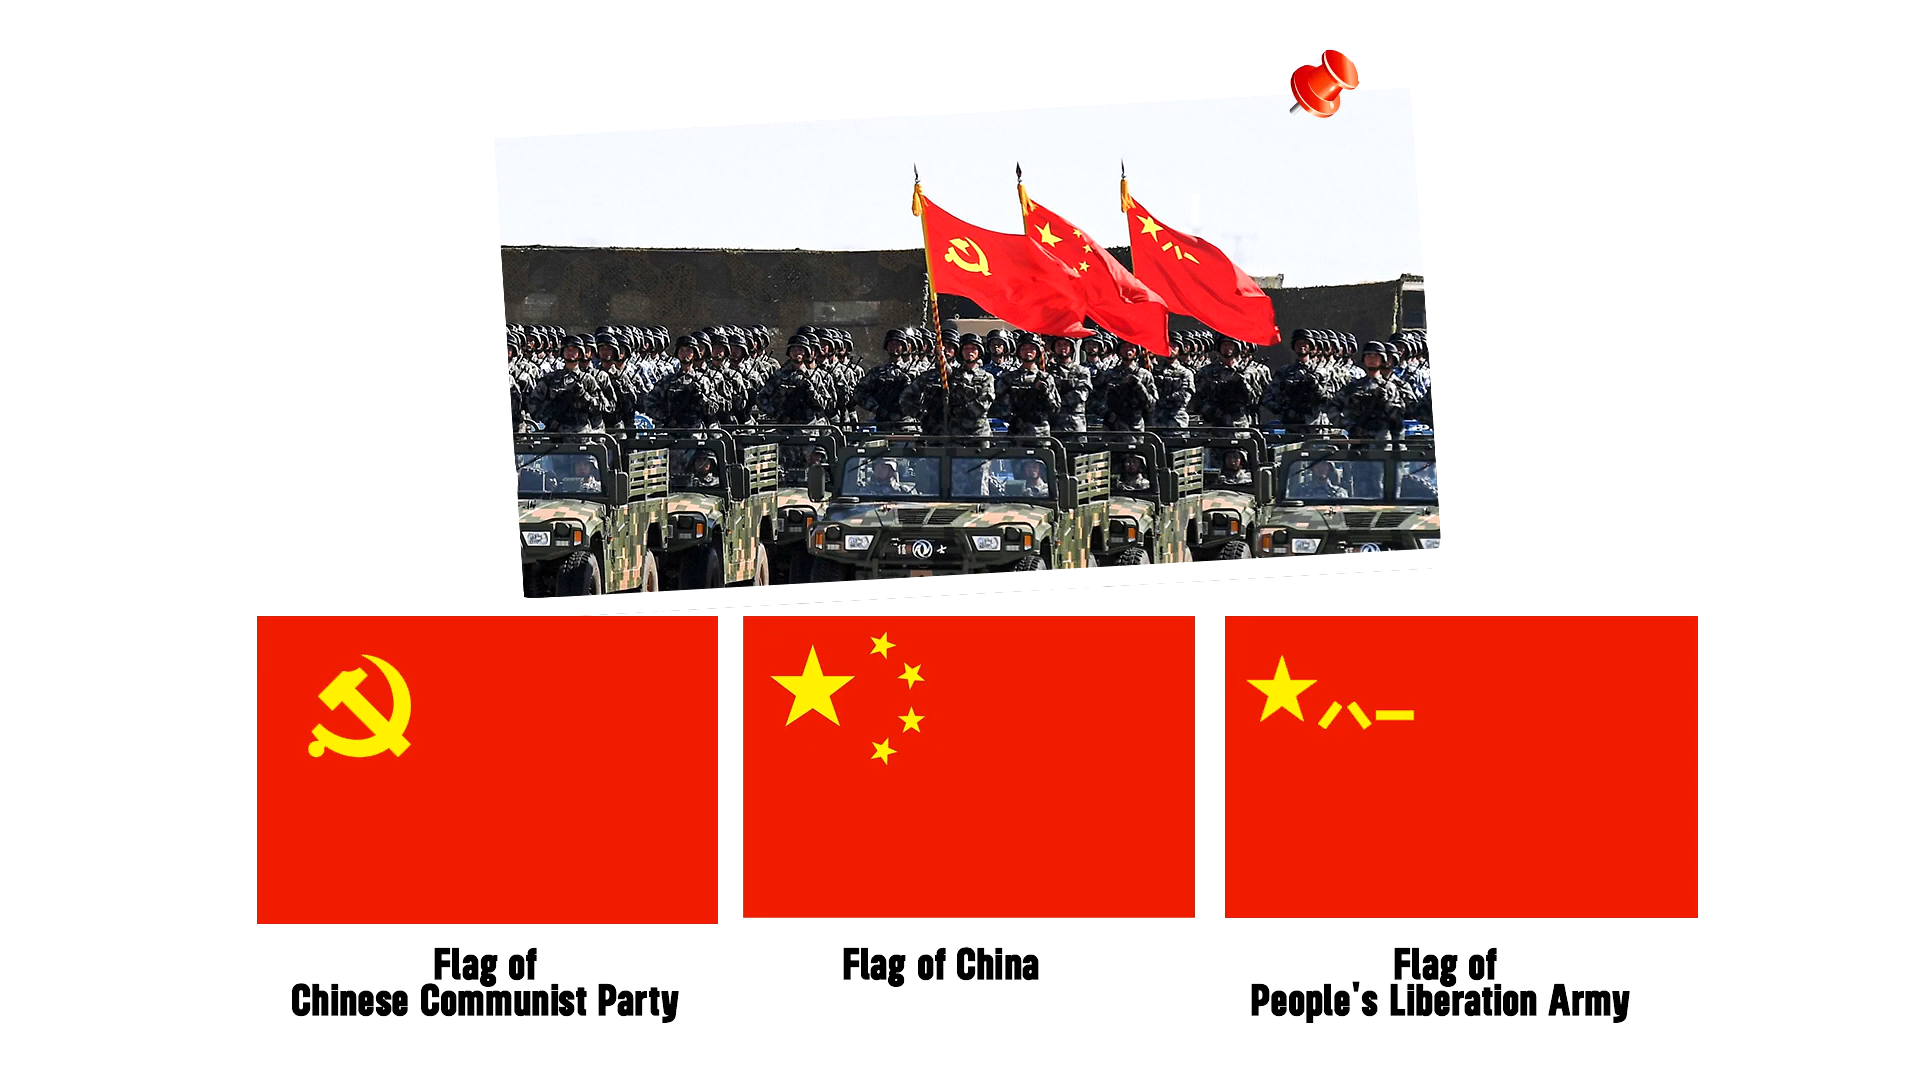 八一
Flag of
Chinese Communist Party
Flag of China
Flag of
People's Liberation Army